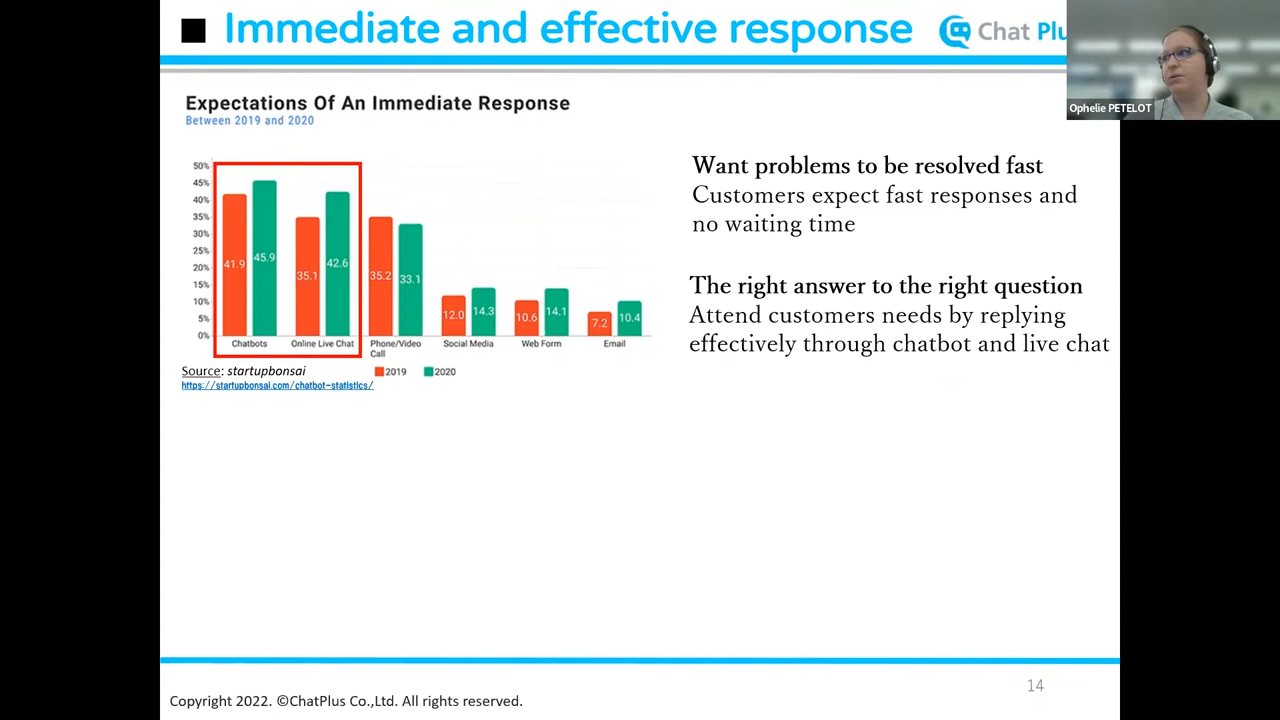 Immediate and effective response
Chat Plu
Ophelie PETELOT
Expectations Of An Immediate Response
Between 2019 and 2020
50%
45%
40%
35%
30%
25%
20%
15%
10%
5%
0%
41.9
45.9
35.1
42.6
35.2
33.1
12.0
14.3
10.6
14.1
7.2
10.4
Chatbots
Online Live Chat
Phone/Video
Call
Social Media
Web Form
Email
2019
2020
Source: startupbonsai
https://startupbonsai.com/chatbot-statistics/
Want problems to be resolved fast
Customers expect fast responses and
no waiting time
The right answer to the right question
Attend customers needs by replying
effectively through chatbot and live chat
14
Copyright 2022. ©ChatPlus Co.,Ltd. All rights reserved.